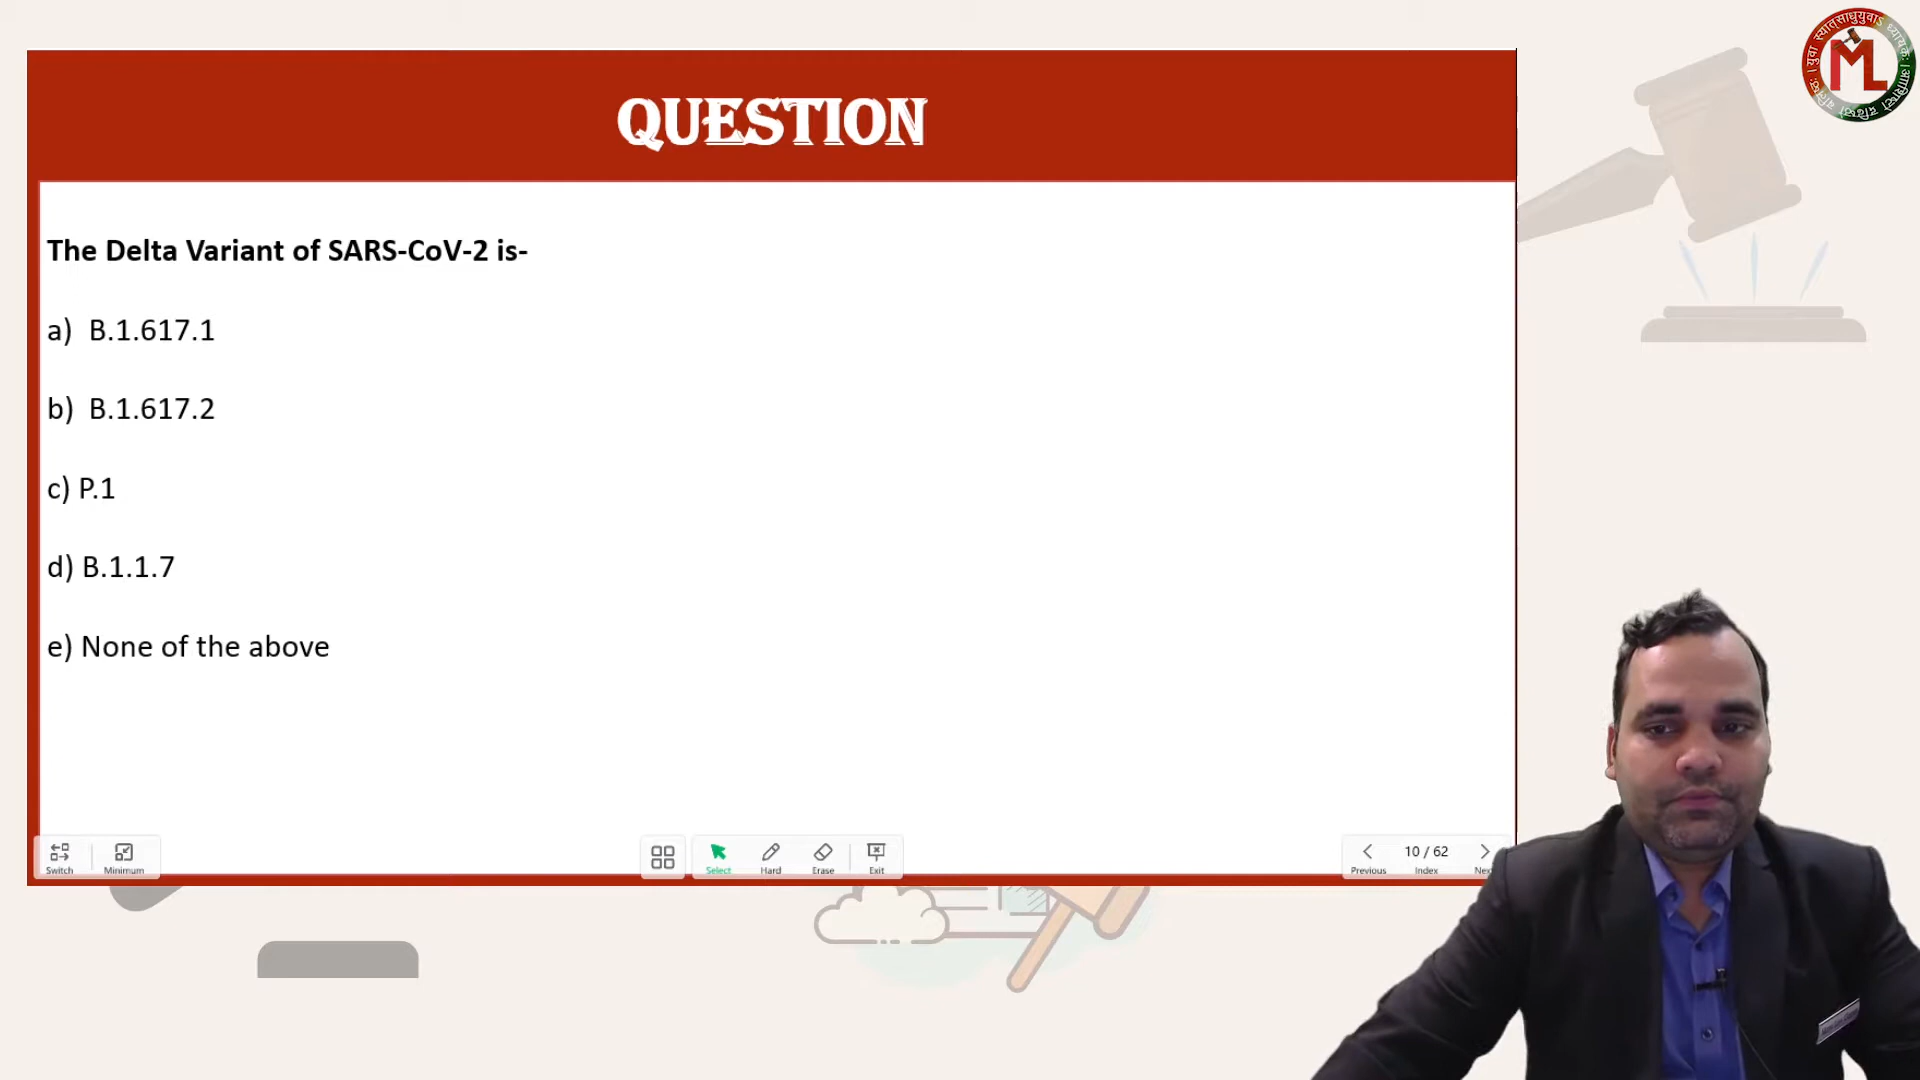 QUESTION
The Delta Variant of SARS-CoV-2 is-
a) B.1.617.1
b) B.1.617.2
c) P.1
d) B.1.1.7
e) None of the above
Switch
Minimum
Select
Hard
Erase
Exit
Previous
10 / 62
Index
ML